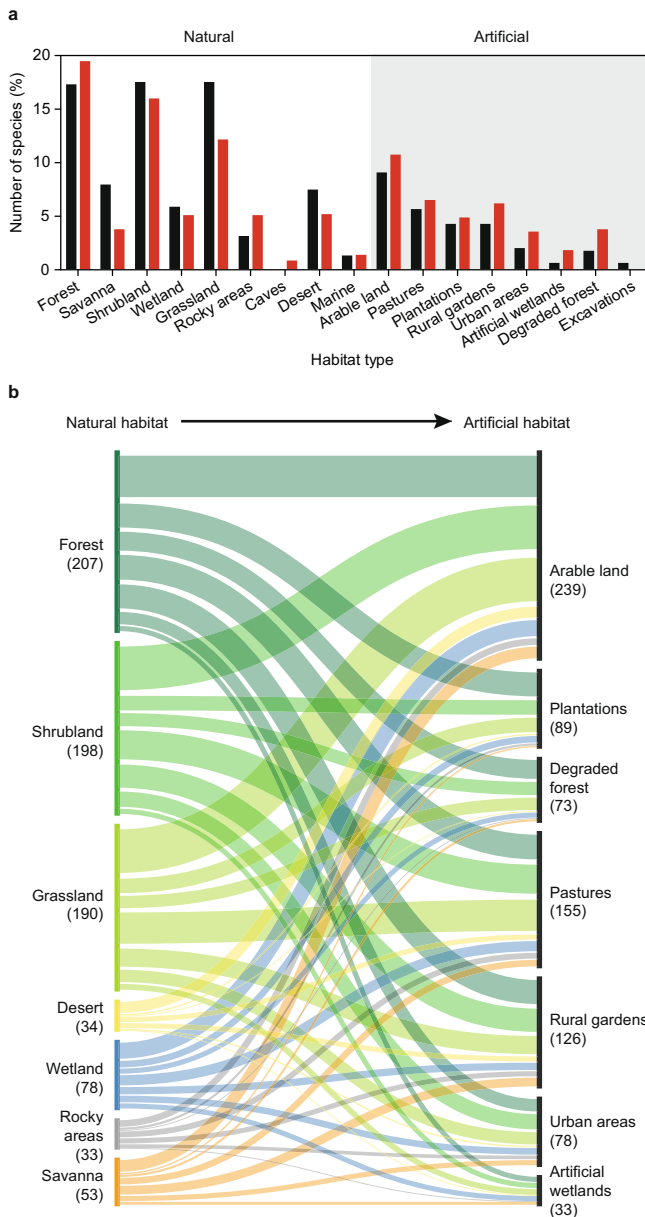 a
Natural
Artificial
Number of species (%)
20
15
10
5
0
Forest
Savanna
Shrubland
Wetland
Grassland
Rocky areas
Caves
Desert
Marine
Arable land
Pastures
Plantations
Rural gardens
Urban areas
Artificial wetlands
Degraded forest
Excavations
Habitat type
b
Natural habitat
Artificial habitat
Forest
(207)
Shrubland
(198)
Grassland
(190)
Desert
(34)
Wetland
(78)
Rocky
areas
(33)
Savanna
(53)
Arable land
(239)
Plantations
(89)
Degraded
forest
(73)
Pastures
(155)
Rural gardens
(126)
Urban areas
(78)
Artificial
wetlands
(33)